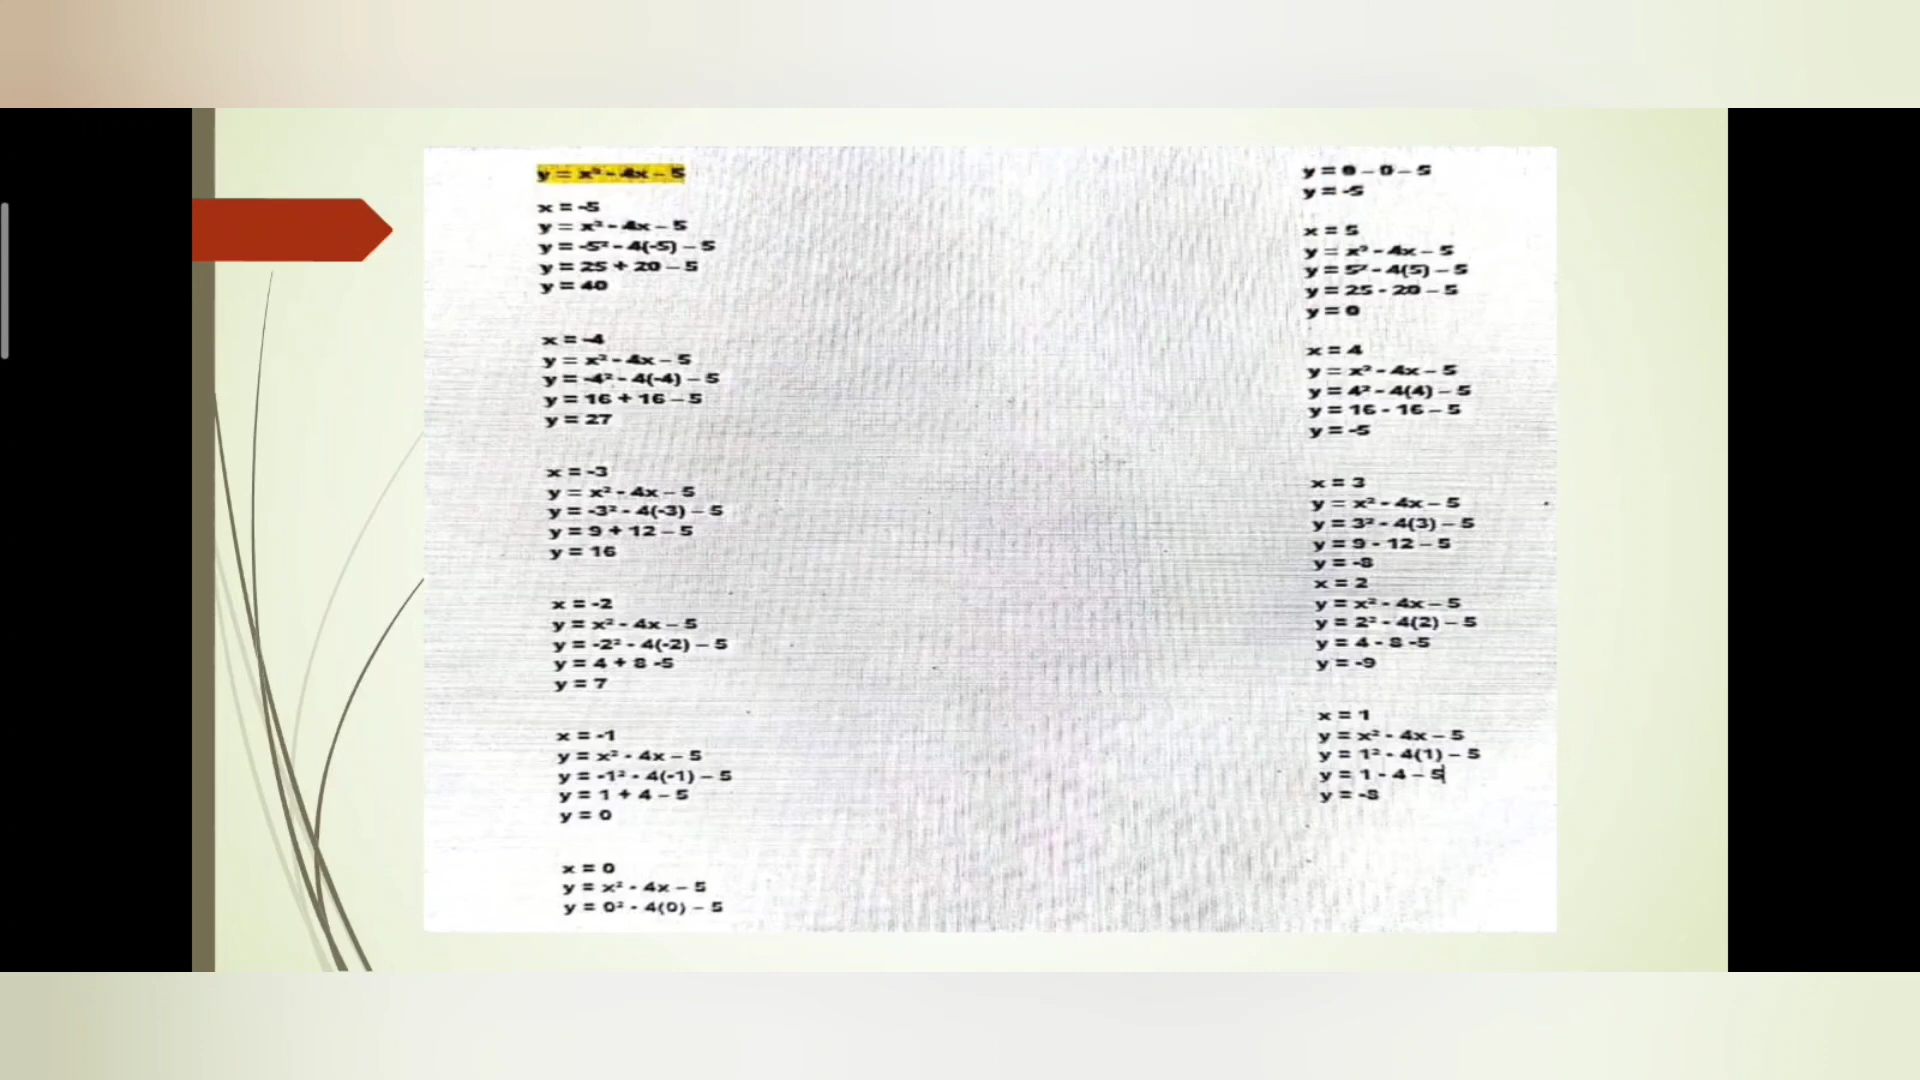 y = x² - 4x – 5
x = -5
y = x² - 4x – 5
y = -5² - 4(-5) – 5
y = 25 + 20 – 5
y = 40
x = -4
y = x² - 4x – 5
y = -4² - 4(-4) – 5
y = 16 + 16 – 5
y = 27
x = -3
y = x² - 4x – 5
y = -3² - 4(-3) – 5
y = 9 + 12 – 5
y = 16
x = -2
y = x² - 4x – 5
y = -2² - 4(-2) – 5
y = 4 + 8 -5
y = 7
x = -1
y = x² - 4x – 5
y = -1² - 4(-1) – 5
y = 1 + 4 – 5
y = 0
x = 0
y = x² - 4x – 5
y = 0² - 4(0) – 5
y = 0 – 0 – 5
y = -5
x = 5
y = x² - 4x – 5
y = 5² - 4(5) – 5
y = 25 - 20 – 5
y = 0
x = 4
y = x² - 4x – 5
y = 4² - 4(4) – 5
y = 16 - 16 – 5
y = -5
x = 3
y = x² - 4x – 5
y = 3² - 4(3) – 5
y = 9 - 12 – 5
y = -8
x = 2
y = x² - 4x – 5
y = 2² - 4(2) – 5
y = 4 - 8 -5
y = -9
x = 1
y = x² - 4x – 5
y = 1² - 4(1) – 5
y = 1 - 4 – 5
y = -8